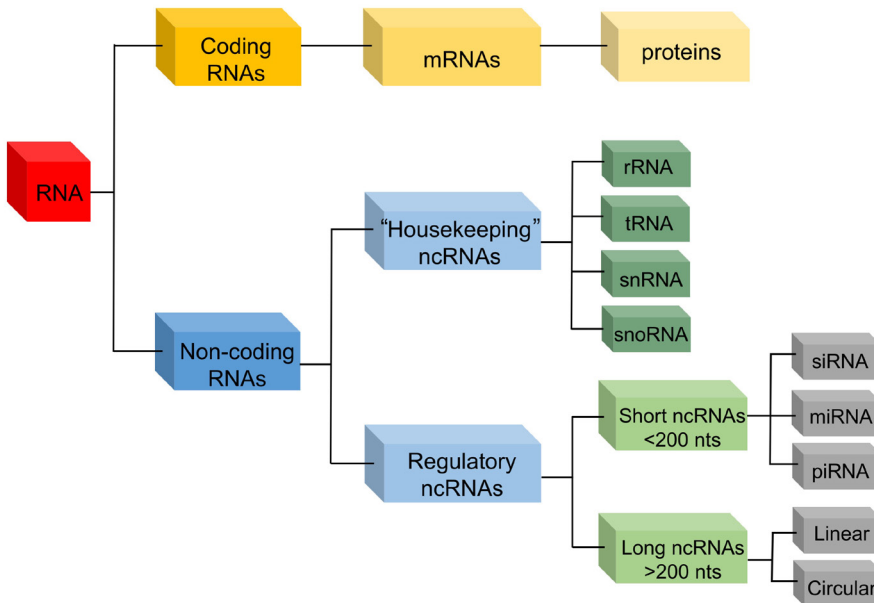 Coding
RNAs
mRNAs
proteins
RNA
"Housekeeping"
ncRNAs
rRNA
tRNA
snRNA
snoRNA
Non-coding
RNAs
Regulatory
ncRNAs
Short ncRNAs
<200 nts
siRNA
miRNA
piRNA
Long ncRNAs
>200 nts
Linear
Circular